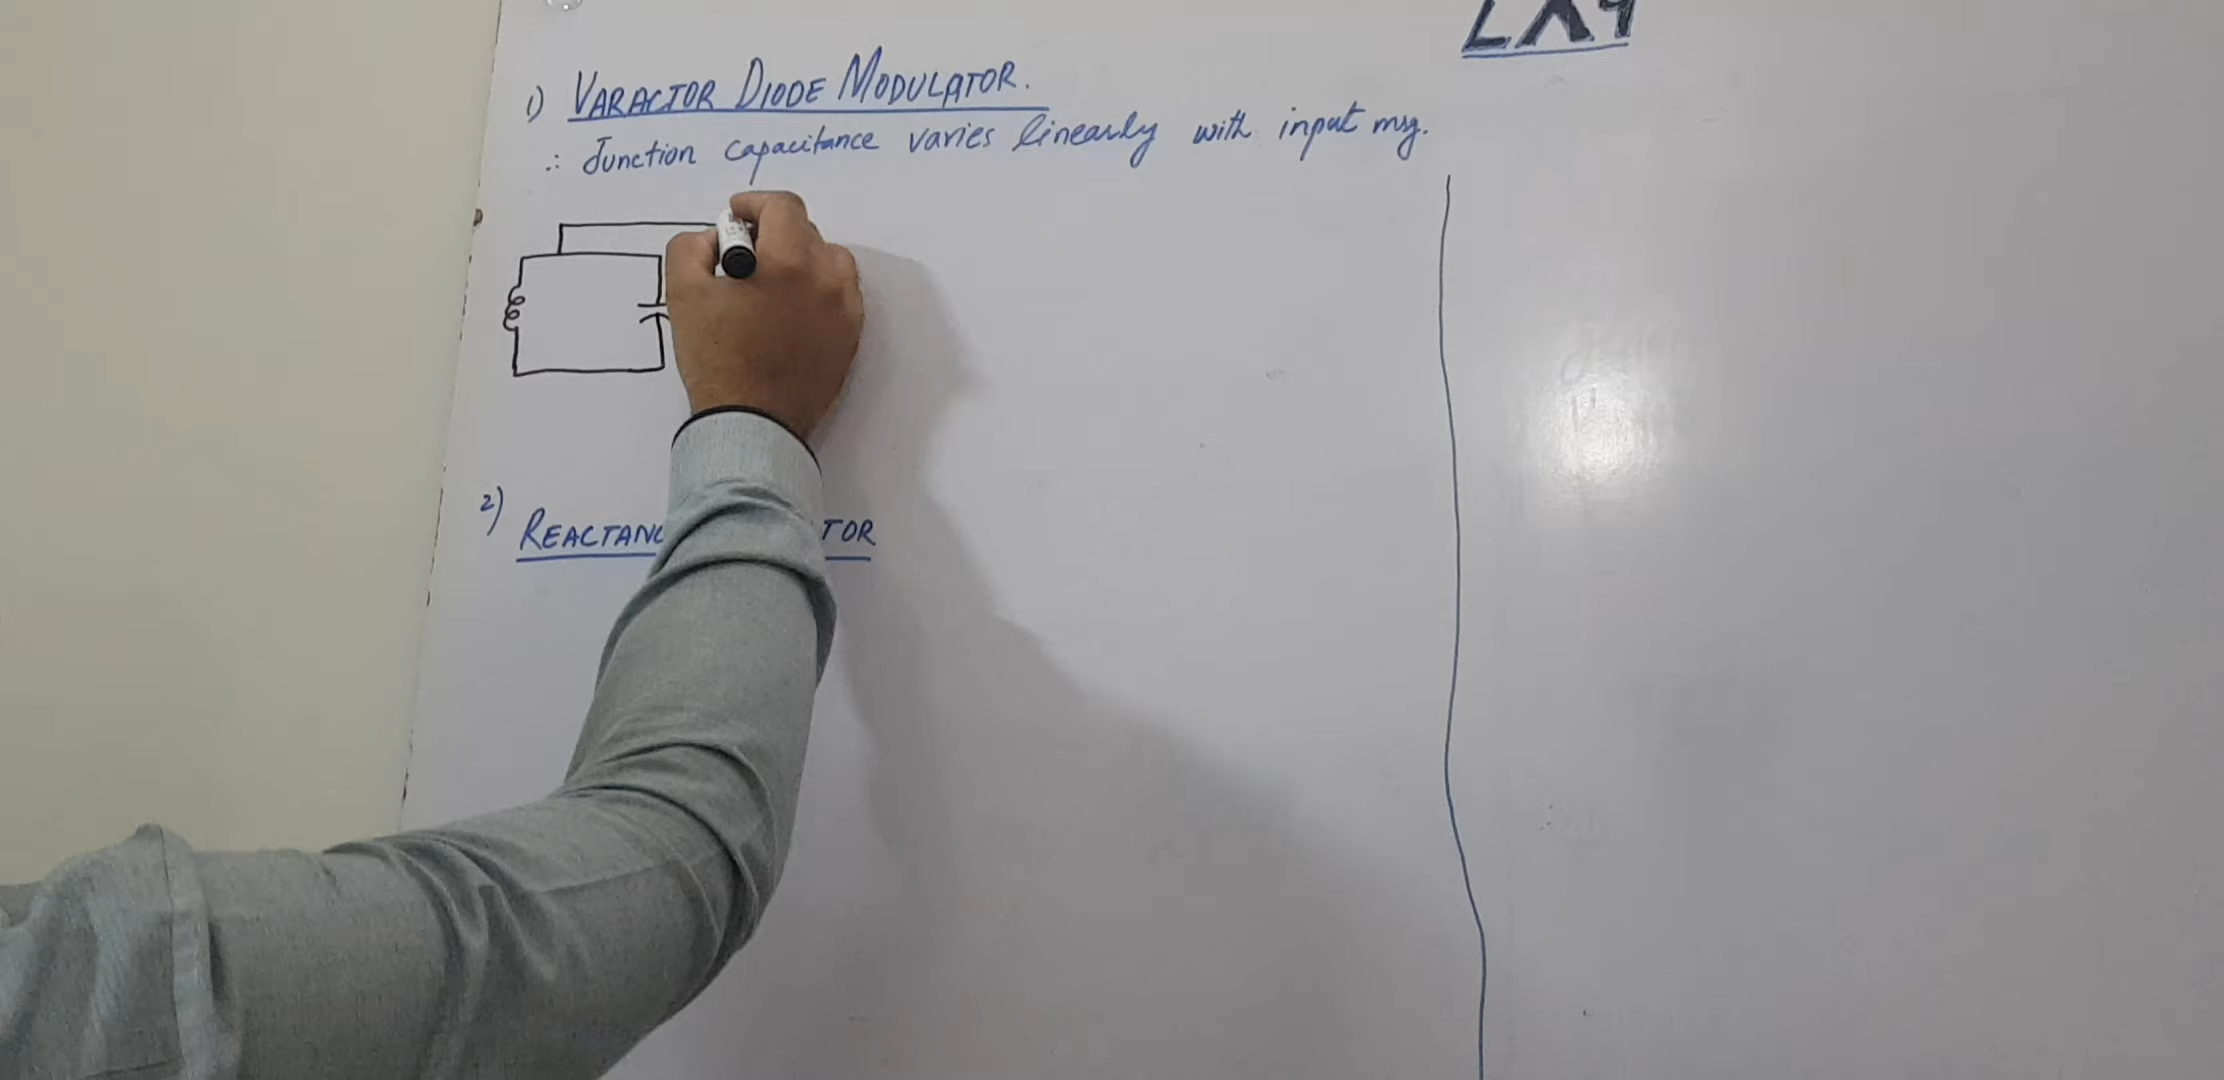 1) VARACTOR DIODE MODULATOR.
∴ Junction capacitance varies linearly with input msg.
2) REACTANC TOR